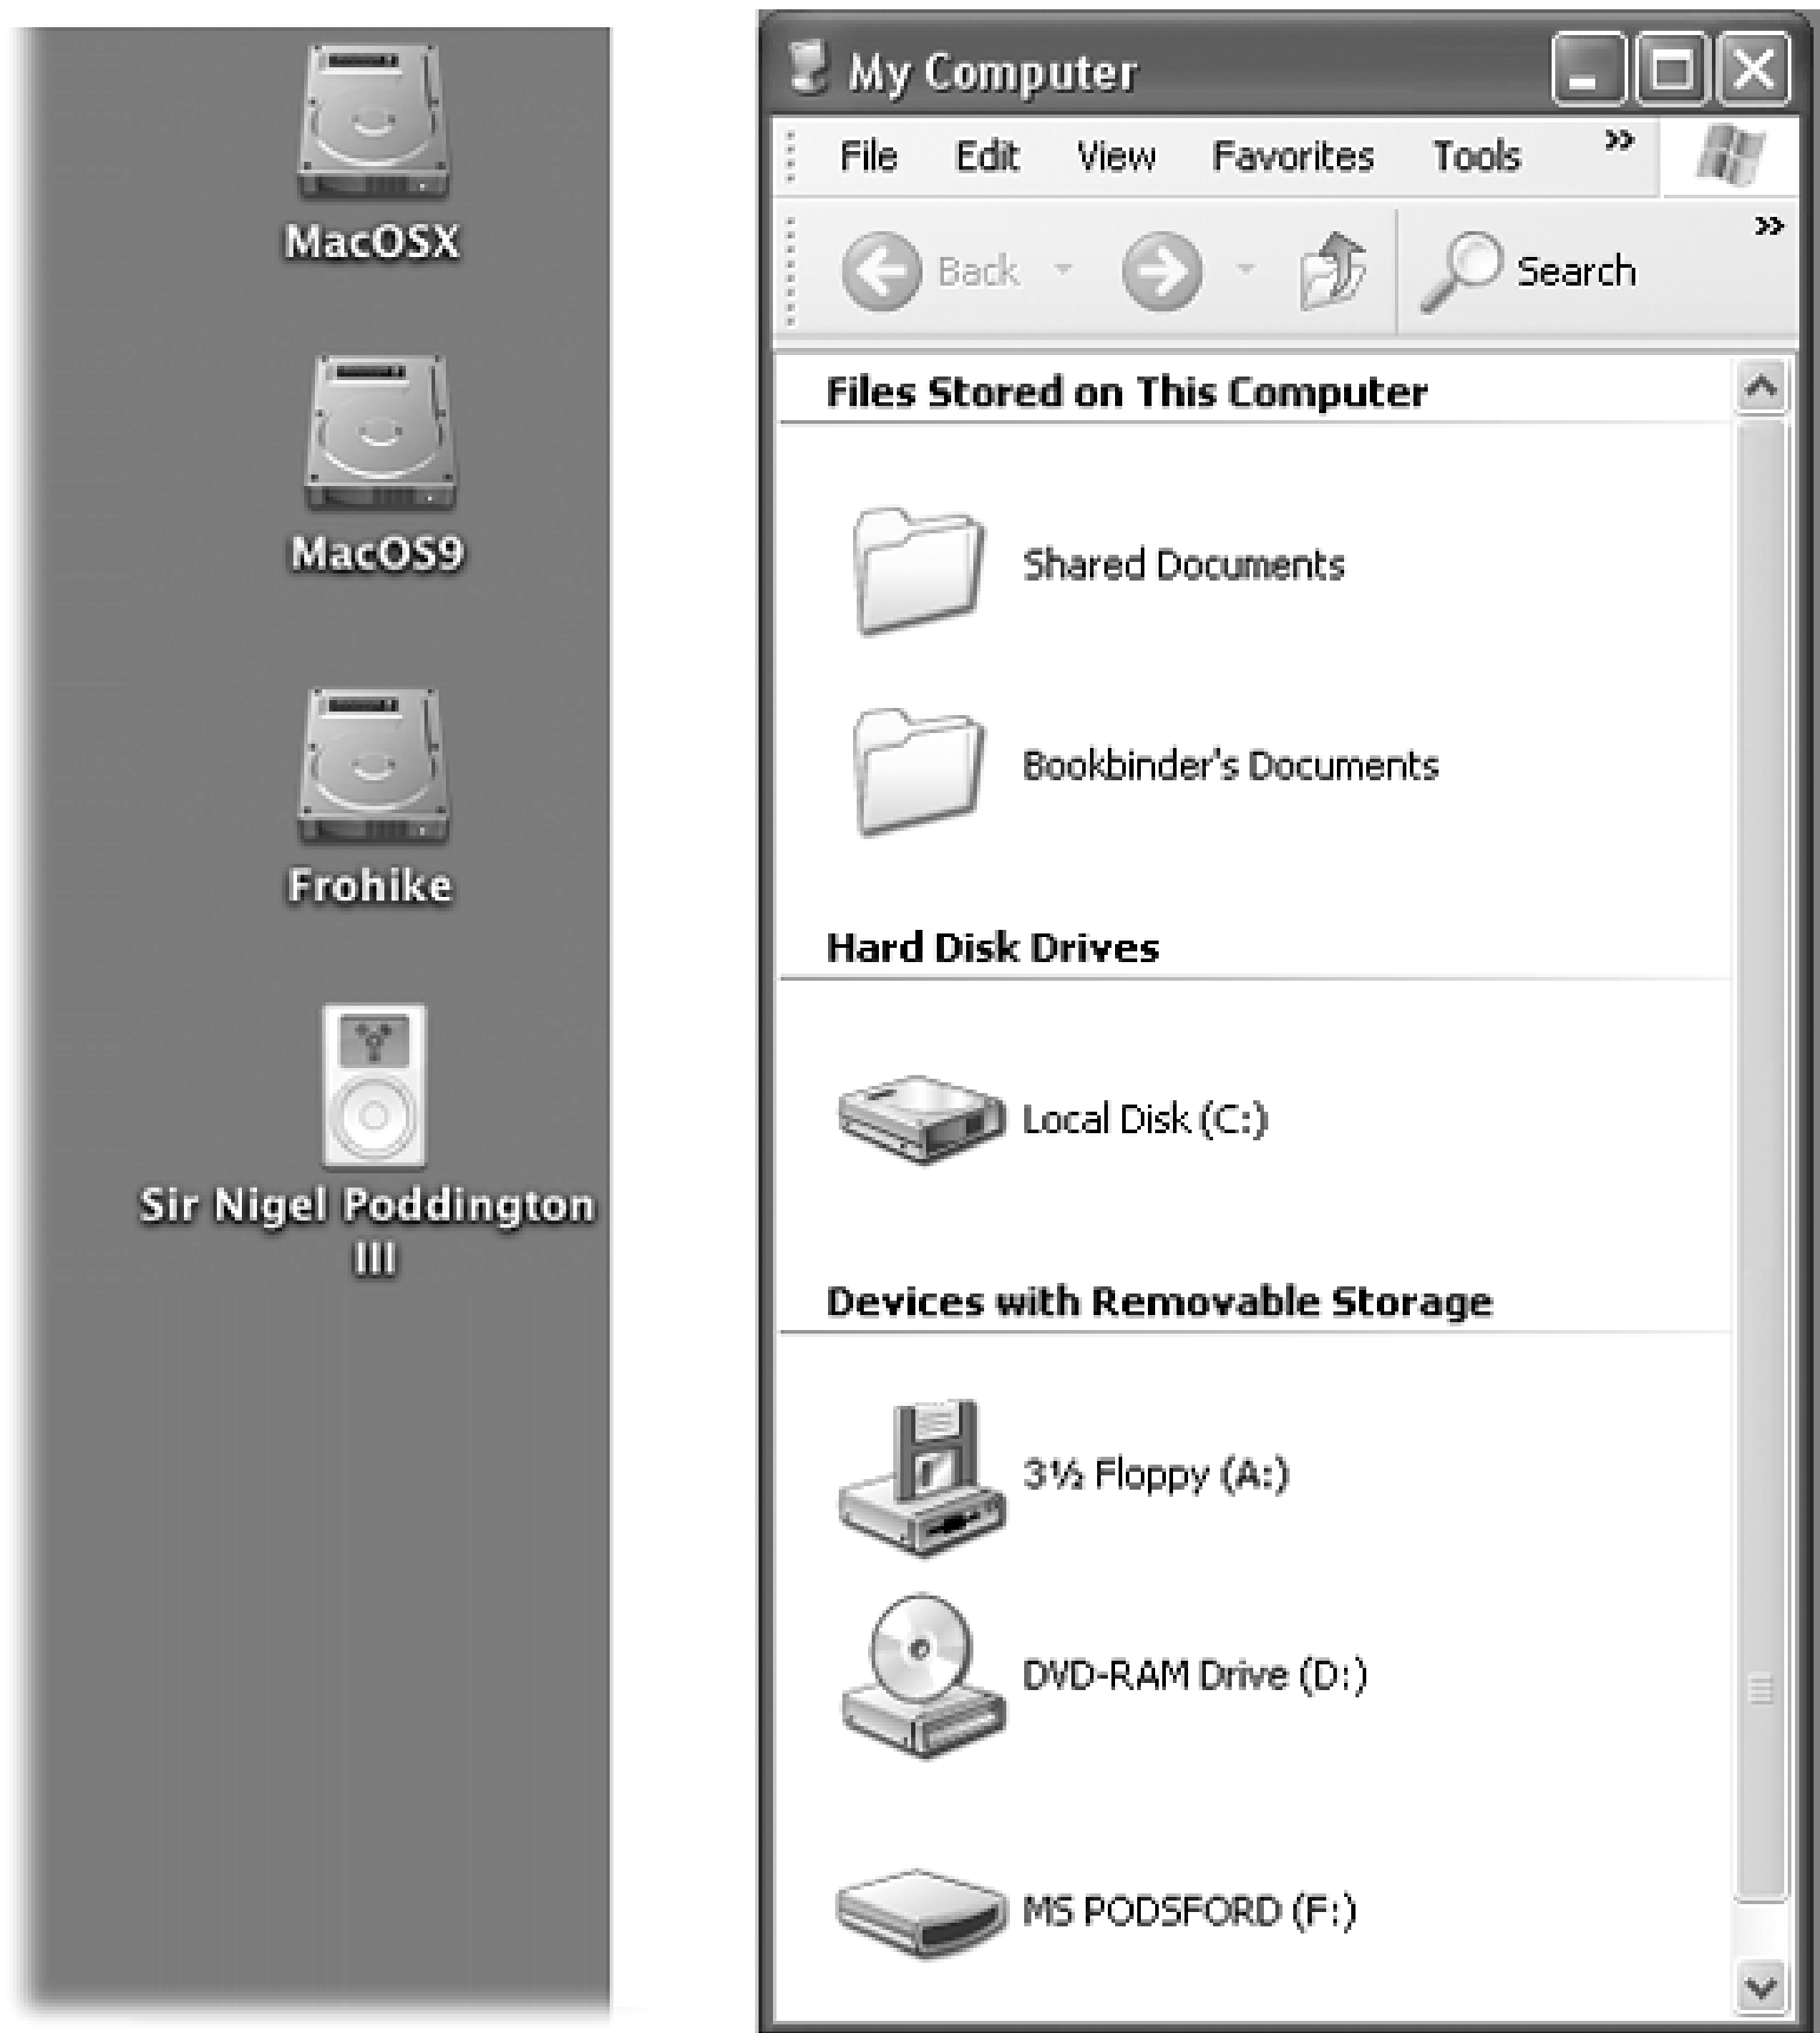 MacOSX
MacOS9
Frohike
Sir Nigel Poddington
III
My Computer
File Edit View Favorites Tools »
Back Search »
Files Stored on This Computer
Shared Documents
Bookbinder's Documents
Hard Disk Drives
Local Disk (C:)
Devices with Removable Storage
3½ Floppy (A:)
DVD-RAM Drive (D:)
MS PODSFORD (F:)